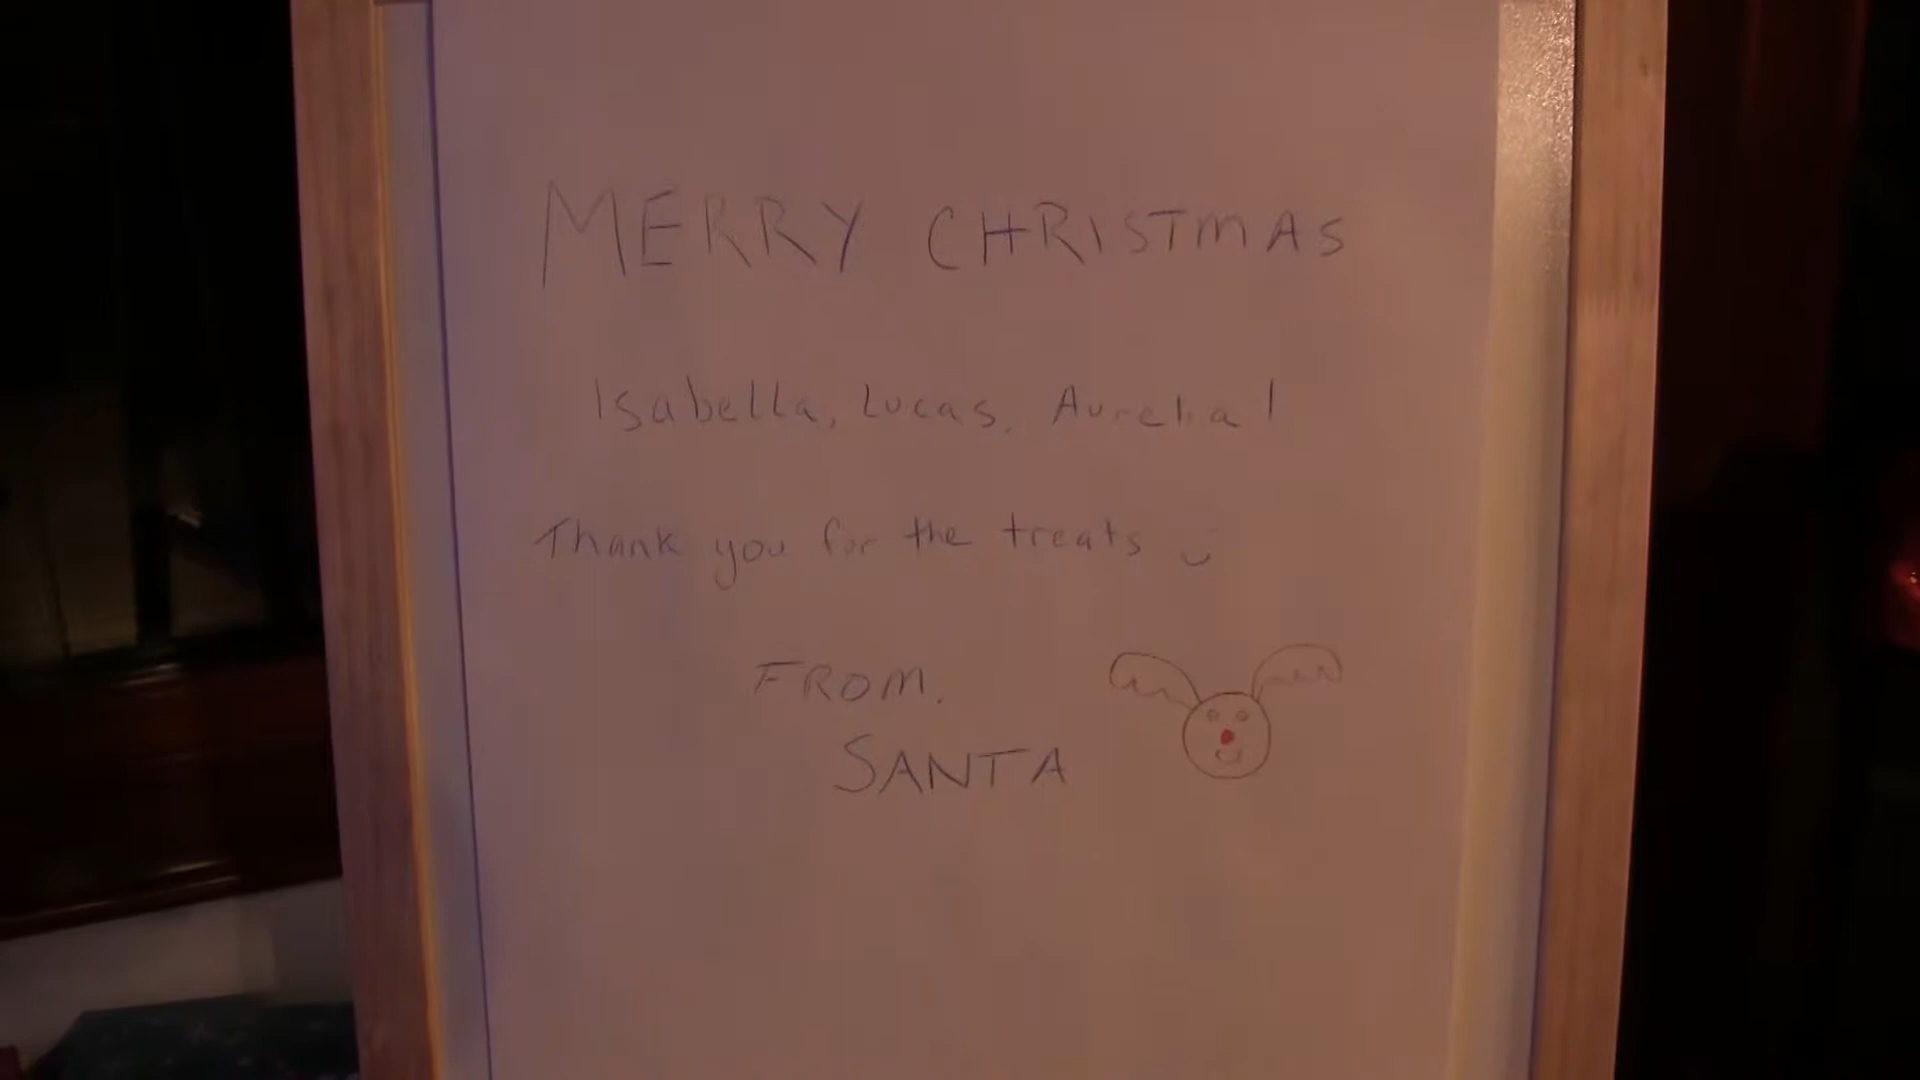 MERRY CHRISTMAS
Isabella, Lucas, Aurelia!
Thank you for the treats
FROM,
SANTA